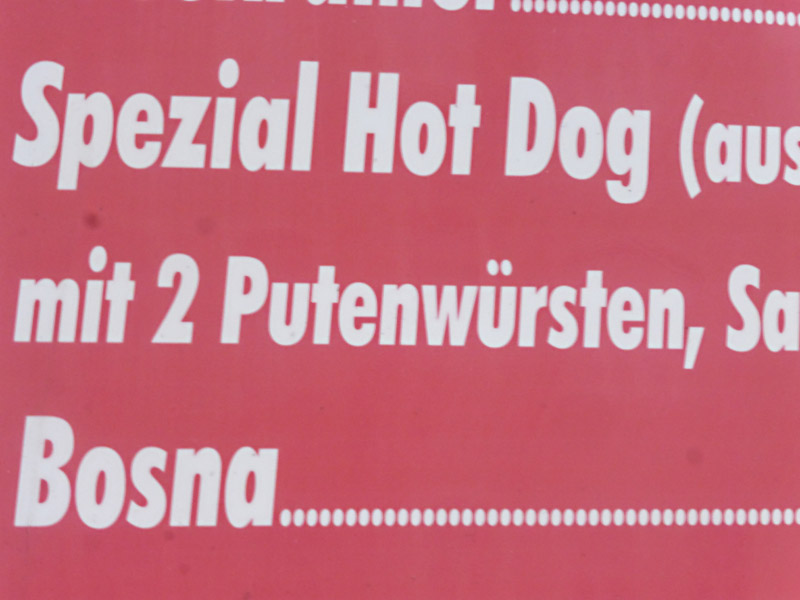 Spezial Hot Dog (aus
mit 2 Putenwürsten, Sa
Bosna....................................